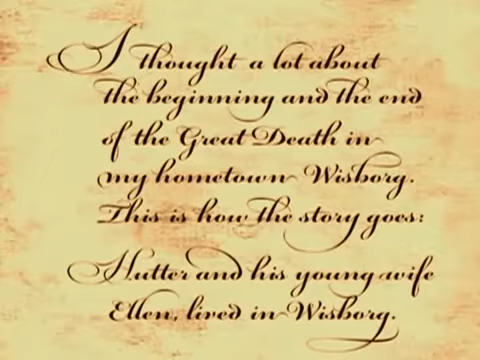 I thought a lot about
the beginning and the end
of the Great Death in
my hometown Wisborg.
This is how the story goes:
Hutter and his young wife
Ellen, lived in Wisborg.